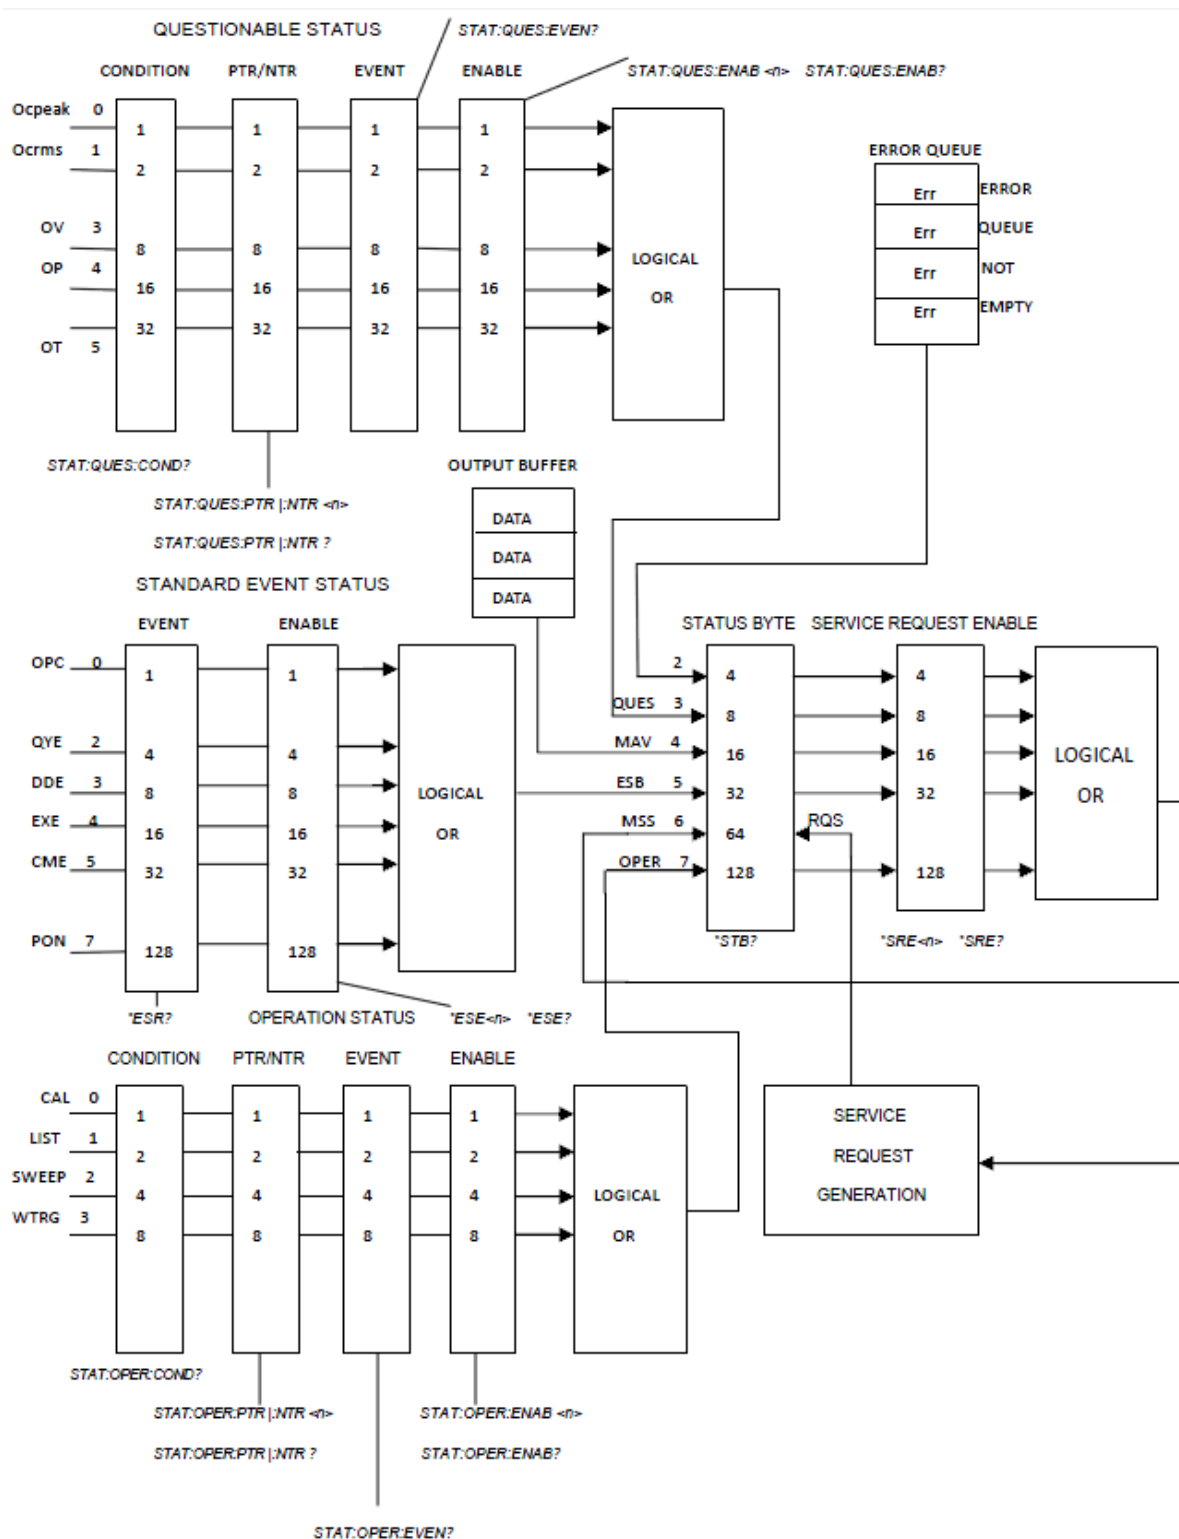 QUESTIONABLE STATUS
STAT:QUES:EVEN?
CONDITION PTR/NTR EVENT ENABLE
STAT:QUES:ENAB <n> STAT:QUES:ENAB?
Ocpeak 0
1 1 1 1
Ocrms 1
2 2 2 2
OV 3
8 8 8 8
OP 4
16 16 16 16
32 32 32 32
OT 5
LOGICAL
OR
ERROR QUEUE
Err ERROR
Err QUEUE
Err NOT
Err EMPTY
STAT:QUES:COND?
STAT:QUES:PTR |:NTR <n>
STAT:QUES:PTR |:NTR ?
OUTPUT BUFFER
DATA
DATA
DATA
STANDARD EVENT STATUS
EVENT ENABLE
OPC 0
1 1
QYE 2
4 4
DDE 3
8 8
EXE 4
16 16
CME 5
32 32
PON 7
128 128
LOGICAL
OR
*ESR?
*ESE<n> *ESE?
STATUS BYTE SERVICE REQUEST ENABLE
2 4 4
QUES 3 8 8
MAV 4 16 16
ESB 5 32 32
MSS 6 64 RQS
OPER 7 128 128
LOGICAL
OR
*STB?
*SRE<n> *SRE?
OPERATION STATUS
CONDITION PTR/NTR EVENT ENABLE
CAL 0
1 1 1 1
LIST 1
2 2 2 2
SWEEP 2
4 4 4 4
WTRG 3
8 8 8 8
LOGICAL
OR
SERVICE
REQUEST
GENERATION
STAT:OPER:COND?
STAT:OPER:PTR |:NTR <n>
STAT:OPER:PTR |:NTR ?
STAT:OPER:ENAB <n>
STAT:OPER:ENAB?
STAT:OPER:EVEN?